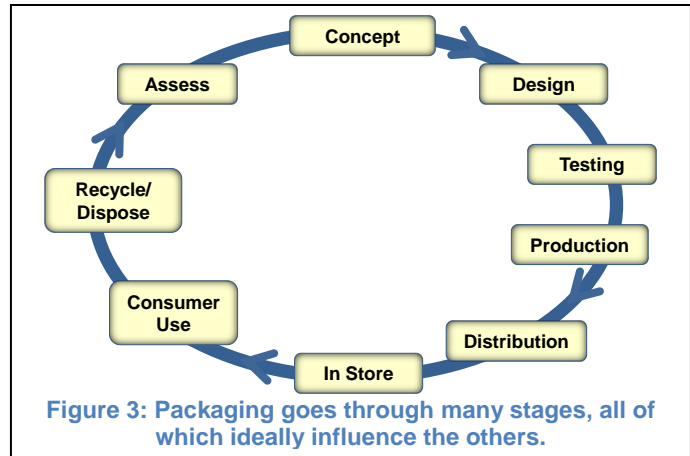 Concept
Design
Testing
Production
Distribution
In Store
Consumer
Use
Recycle/
Dispose
Assess
Figure 3: Packaging goes through many stages, all of
which ideally influence the others.